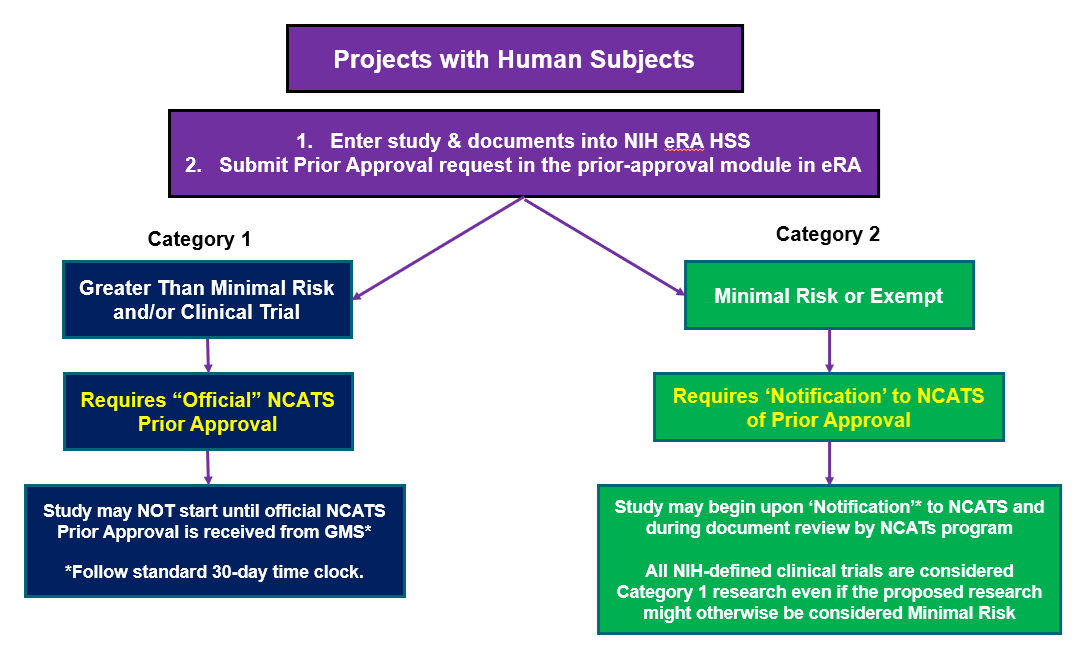 Projects with Human Subjects
1. Enter study & documents into NIH eRA HSS
2. Submit Prior Approval request in the prior-approval module in eRA
Category 1
Greater Than Minimal Risk
and/or Clinical Trial
Requires “Official” NCATS
Prior Approval
Study may NOT start until official NCATS
Prior Approval is received from GMS*
*Follow standard 30-day time clock.
Category 2
Minimal Risk or Exempt
Requires ‘Notification’ to NCATS
of Prior Approval
Study may begin upon ‘Notification’* to NCATS and
during document review by NCATs program
All NIH-defined clinical trials are considered
Category 1 research even if the proposed research
might otherwise be considered Minimal Risk